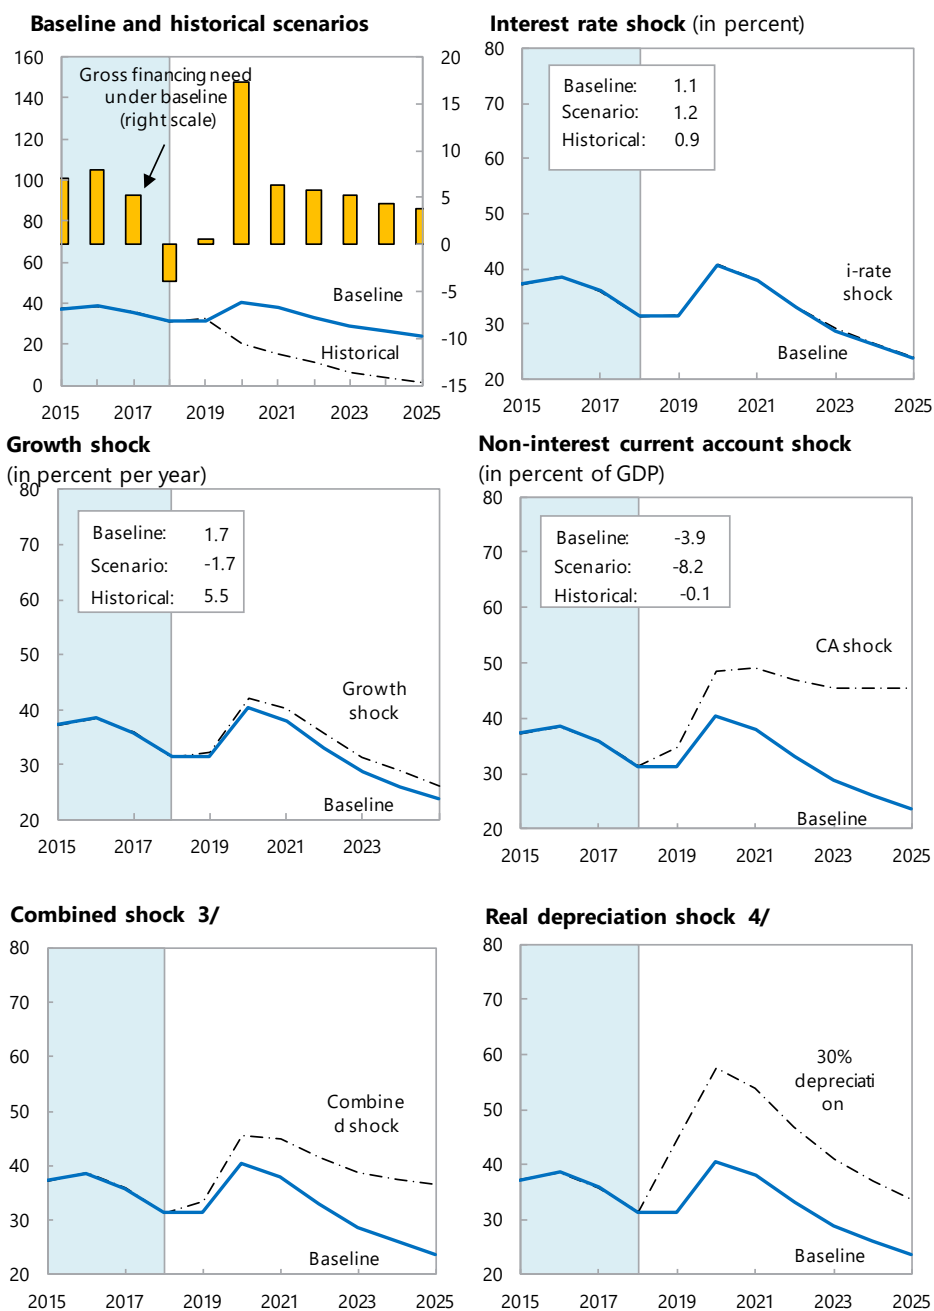 Baseline and historical scenarios
160
140
120
100
80
60
40
20
0
20
15
10
5
0
-5
-10
-15
Gross financing need
under baseline
(right scale)
Baseline
Historical
2015 2017 2019 2021 2023 2025
Interest rate shock (in percent)
80
70
60
50
40
30
20
Baseline: 1.1
Scenario: 1.2
Historical: 0.9
i-rate
shock
Baseline
2015 2017 2019 2021 2023 2025
Growth shock
(in percent per year)
80
70
60
50
40
30
20
Baseline: 1.7
Scenario: -1.7
Historical: 5.5
Growth
shock
Baseline
2015 2017 2019 2021 2023
Non-interest current account shock
(in percent of GDP)
80
70
60
50
40
30
20
Baseline: -3.9
Scenario: -8.2
Historical: -0.1
CA shock
Baseline
2015 2017 2019 2021 2023 2025
Combined shock 3/
80
70
60
50
40
30
20
Combine
d shock
Baseline
2015 2017 2019 2021 2023 2025
Real depreciation shock 4/
80
70
60
50
40
30
20
30%
depreciati
on
Baseline
2015 2017 2019 2021 2023 2025